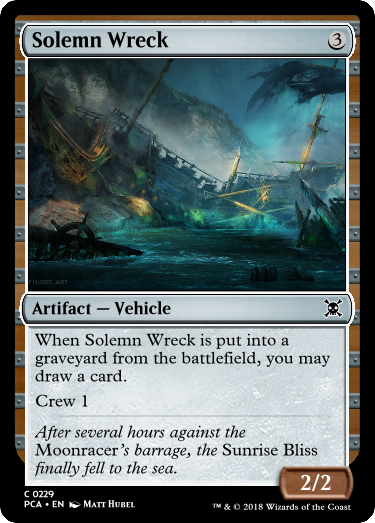 Solemn Wreck 3
T HUBEL ART
Artifact — Vehicle
When Solemn Wreck is put into a
graveyard from the battlefield, you may
draw a card.
Crew 1
After several hours against the
Moonracer's barrage, the Sunrise Bliss
finally fell to the sea.
2/2
C 0229
PCA • EN Matt Hubel
™ & © 2018 Wizards of the Coast